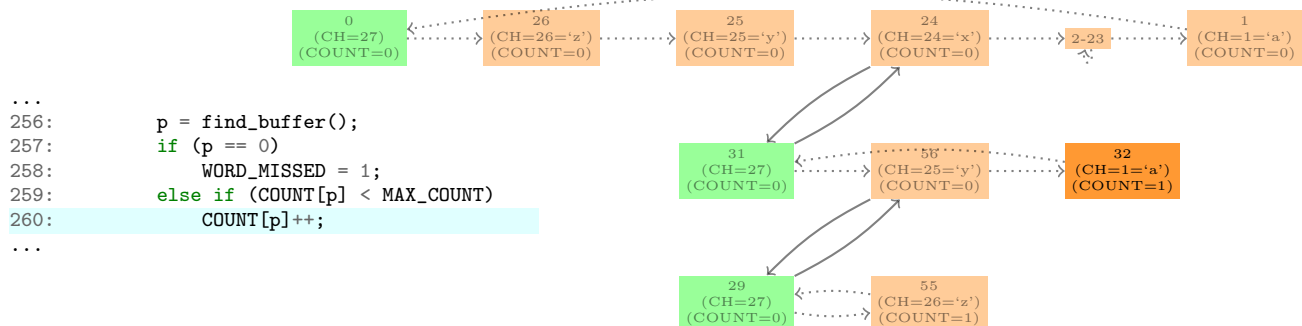 0
(CH=27)
(COUNT=0)
26
(CH=26=‘z’)
(COUNT=0)
25
(CH=25=‘y’)
(COUNT=0)
24
(CH=24=‘x’)
(COUNT=0)
2-23
1
(CH=1=‘a’)
(COUNT=0)
...
256: p = find_buffer();
257: if (p == 0)
258: WORD_MISSED = 1;
259: else if (COUNT[p] < MAX_COUNT)
260: COUNT[p]++;
...
31
(CH=27)
(COUNT=0)
56
(CH=25=‘y’)
(COUNT=0)
32
(CH=1=‘a’)
(COUNT=1)
29
(CH=27)
(COUNT=0)
55
(CH=26=‘z’)
(COUNT=1)